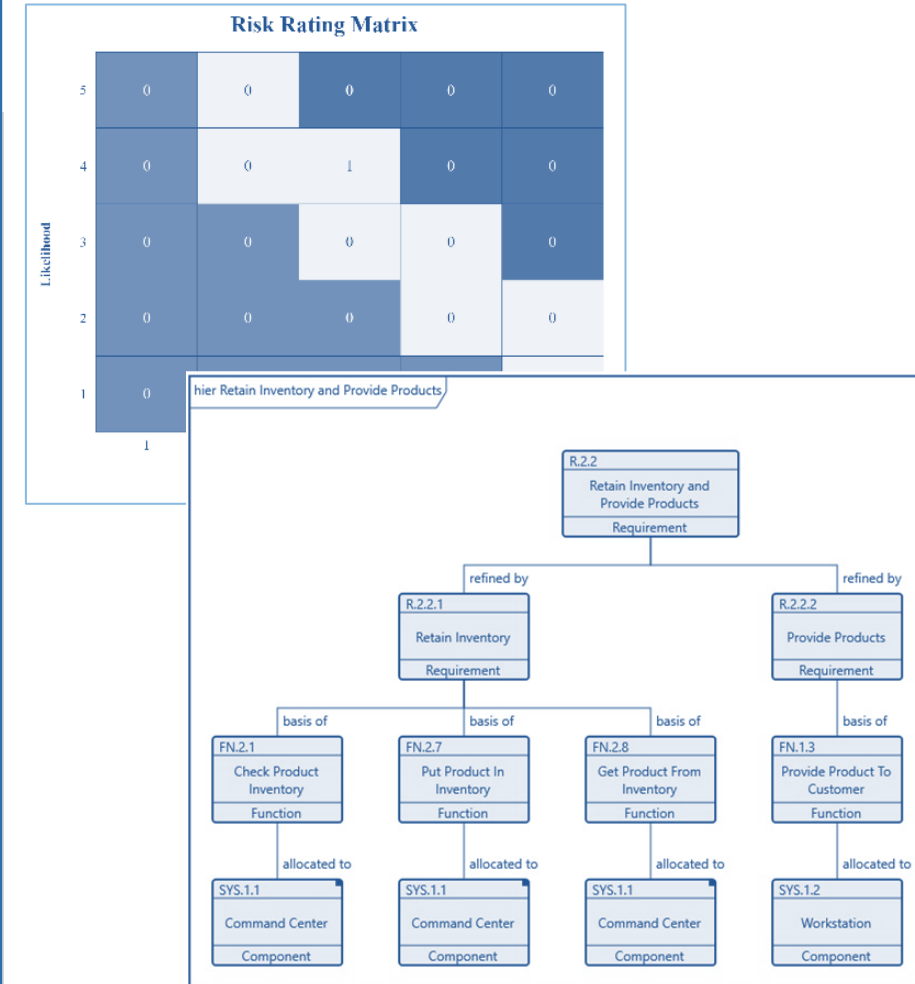 Risk Rating Matrix
Likelihood
5 0 0 0 0 0
4 0 0 1 0 0
3 0 0 0 0 0
2 0 0 0 0 0
1 0
1
hier Retain Inventory and Provide Products
R.2.2
Retain Inventory and
Provide Products
Requirement
refined by refined by
R.2.2.1 R.2.2.2
Retain Inventory Provide Products
Requirement Requirement
basis of basis of basis of basis of
FN.2.1 FN.2.7 FN.2.8 FN.1.3
Check Product Put Product In Get Product From Provide Product To
Inventory Inventory Inventory Customer
Function Function Function Function
allocated to allocated to allocated to allocated to
SYS.1.1 SYS.1.1 SYS.1.1 SYS.1.2
Command Center Command Center Command Center Workstation
Component Component Component Component